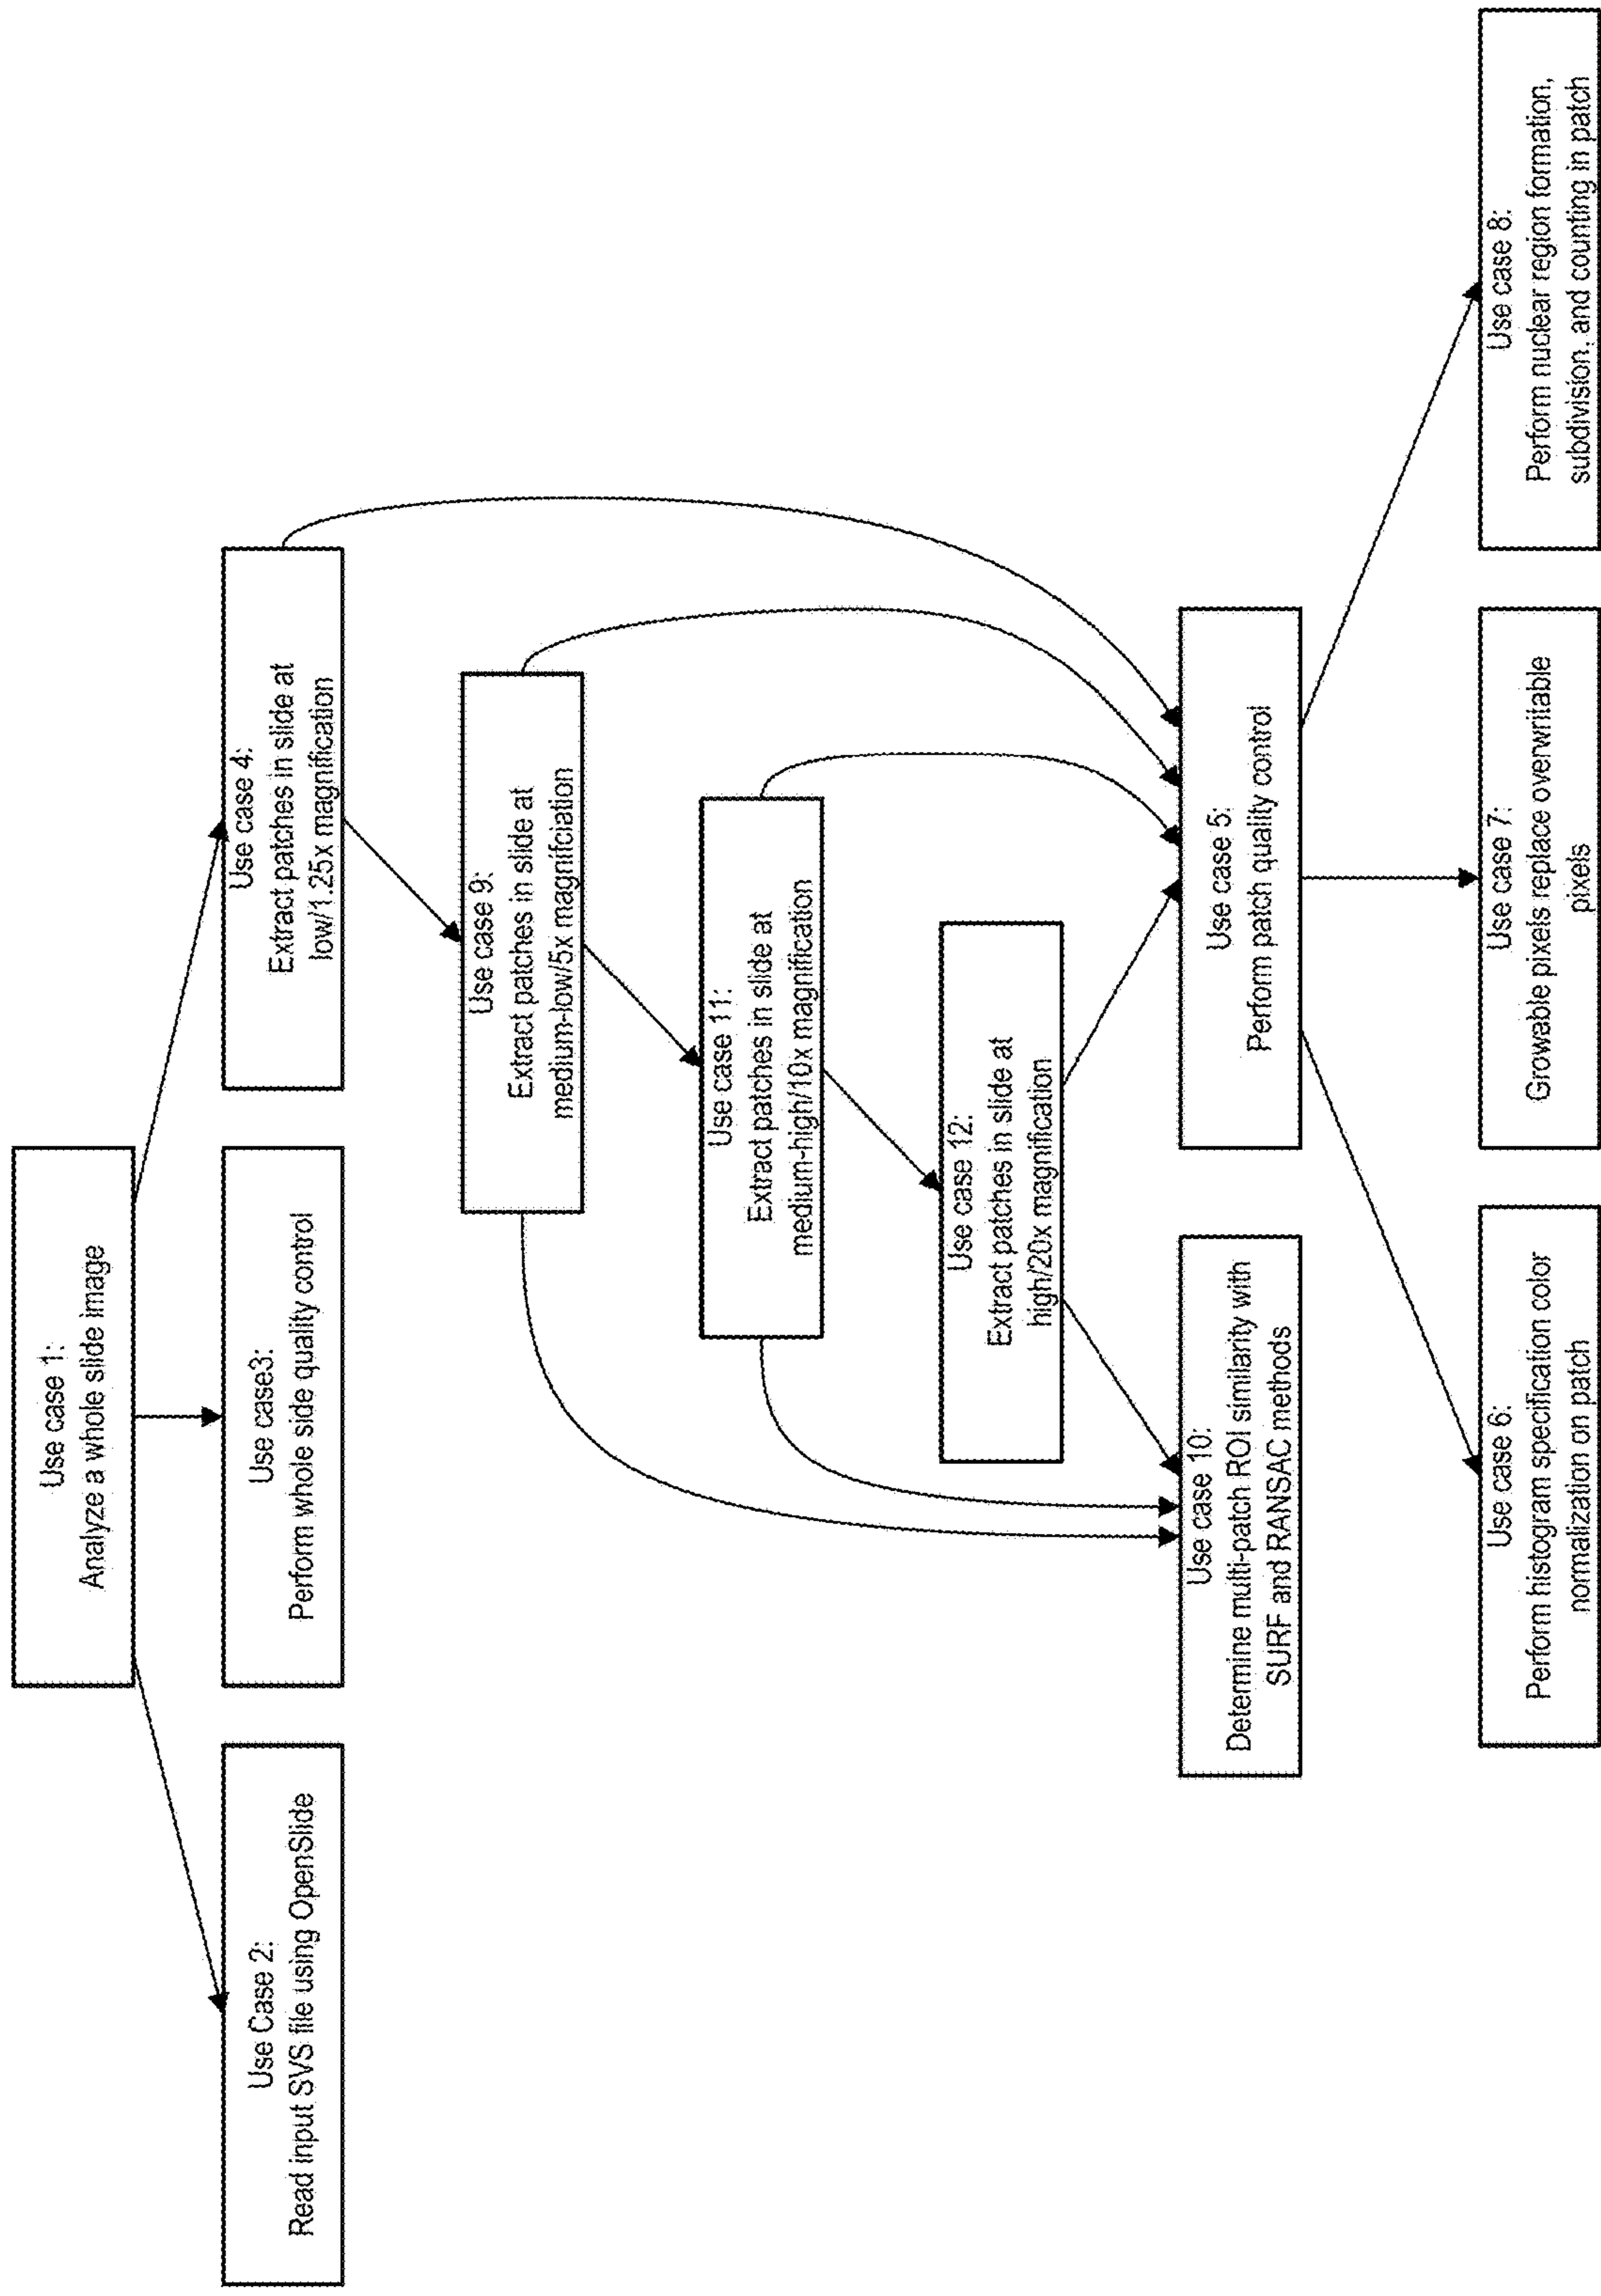 Use case 1:
Analyze a whole slide image
Use Case 2:
Read input SVS file using OpenSlide
Use case3:
Perform whole side quality control
Use case 4:
Extract patches in slide at
low/1.25x magnification
Use case 9:
Extract patches in slide at
medium-low/5x magnifciation
Use case 11:
Extract patches in slide at
medium-high/10x magnification
Use case 12:
Extract patches in slide at
high/20x magnification
Use case 10:
Determine multi-patch ROI similarity with
SURF and RANSAC methods
Use case 5:
Perform patch quality control
Use case 6:
Perform histogram specification color
normalization on patch
Use case 7:
Growable pixels replace overwritable
pixels
Use case 8:
Perform nuclear region formation,
subdivision, and counting in patch